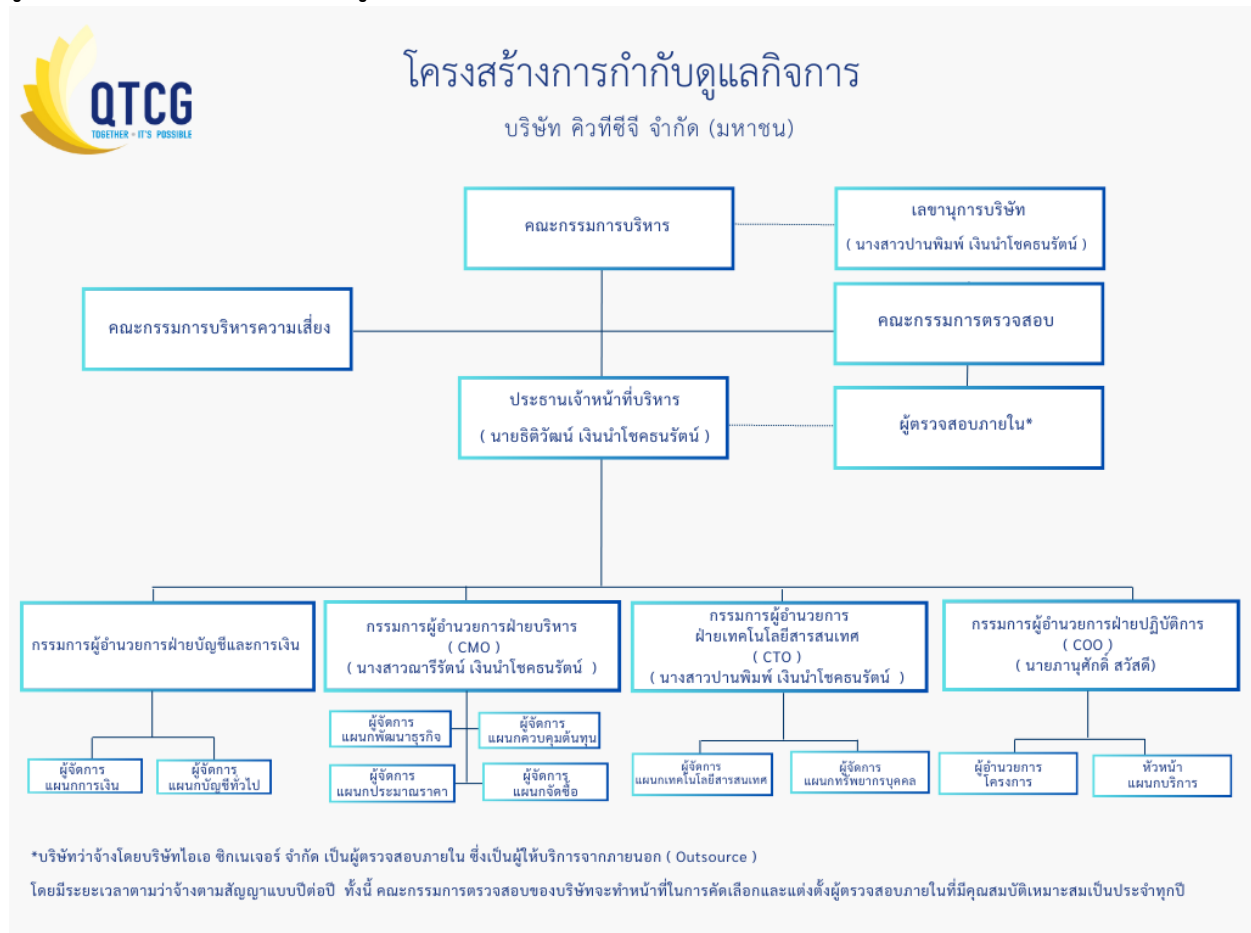 QTCG
TOGETHER - IT'S POSSIBLE
โครงสร้างการกำกับดูแลกิจการ
บริษัท คิวทีซีจี จำกัด (มหาชน)
คณะกรรมการบริหาร
เลขานุการบริษัท
( นางสาวปานพิมพ์ เงินนำโชคธนรัตน์ )
คณะกรรมการบริหารความเสี่ยง
คณะกรรมการตรวจสอบ
ประธานเจ้าหน้าที่บริหาร
( นายธิติวัฒน์ เงินนำโชคธนรัตน์ )
ผู้ตรวจสอบภายใน*
กรรมการผู้อำนวยการฝ่ายบัญชีและการเงิน
กรรมการผู้อำนวยการฝ่ายบริหาร
( CMO )
( นางสาวณารีรัตน์ เงินนำโชคธนรัตน์ )
กรรมการผู้อำนวยการ
ฝ่ายเทคโนโลยีสารสนเทศ
( CTO )
( นางสาวปานพิมพ์ เงินนำโชคธนรัตน์ )
กรรมการผู้อำนวยการฝ่ายปฏิบัติการ
( COO )
( นายภานุศักดิ์ สวัสดี)
ผู้จัดการ
แผนกการเงิน
ผู้จัดการ
แผนกบัญชีทั่วไป
ผู้จัดการ
แผนกพัฒนาธุรกิจ
ผู้จัดการ
แผนกควบคุมต้นทุน
ผู้จัดการ
แผนกประมาณราคา
ผู้จัดการ
แผนกจัดซื้อ
ผู้จัดการ
แผนกเทคโนโลยีสารสนเทศ
ผู้จัดการ
แผนกทรัพยากรบุคคล
ผู้อำนวยการ
โครงการ
หัวหน้า
แผนกบริการ
*บริษัทว่าจ้างโดยบริษัทไอเอ ซิกเนเจอร์ จำกัด เป็นผู้ตรวจสอบภายใน ซึ่งเป็นผู้ให้บริการจากภายนอก ( Outsource )
โดยมีระยะเวลาตามว่าจ้างตามสัญญาแบบปีต่อปี ทั้งนี้ คณะกรรมการตรวจสอบของบริษัทจะทำหน้าที่ในการคัดเลือกและแต่งตั้งผู้ตรวจสอบภายในที่มีคุณสมบัติเหมาะสมเป็นประจำทุกปี